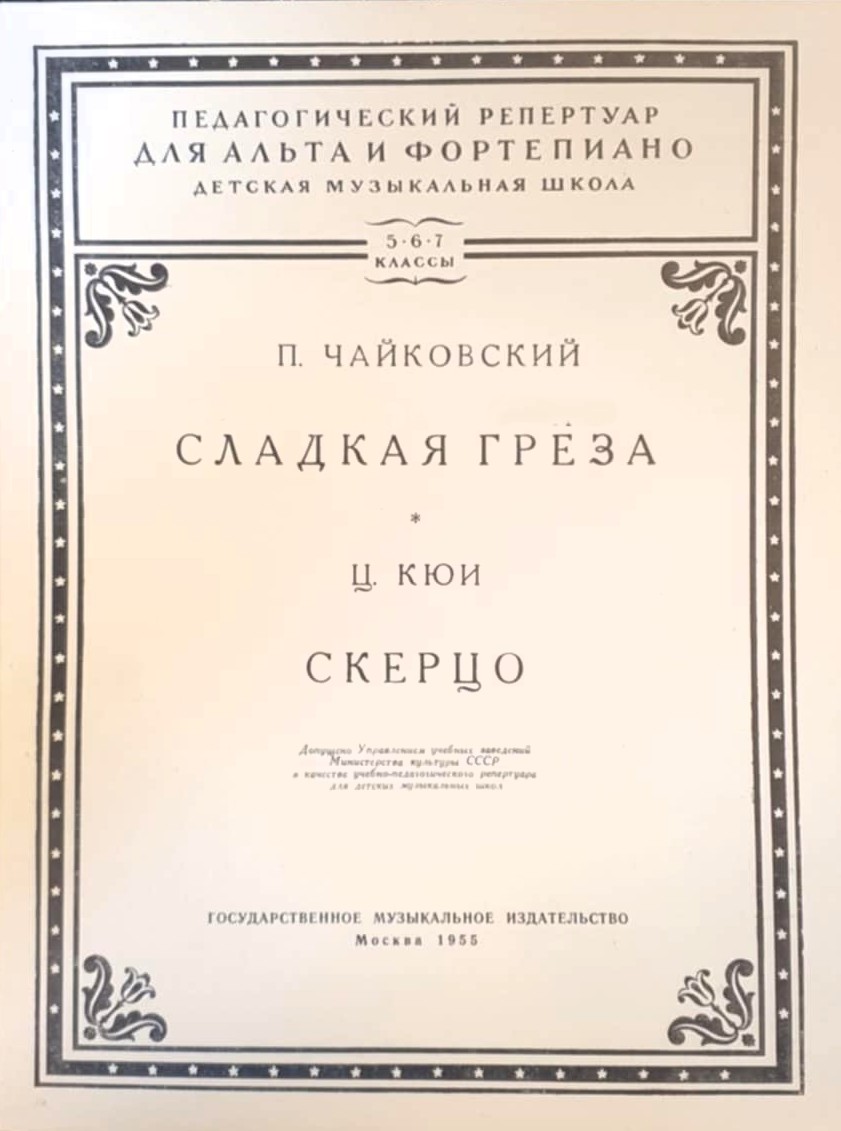 ПЕДАГОГИЧЕСКИЙ РЕПЕРТУАР
ДЛЯ АЛЬТА И ФОРТЕПИАНО
ДЕТСКАЯ МУЗЫКАЛЬНАЯ ШКОЛА
5·6·7
КЛАССЫ
П. ЧАЙКОВСКИЙ
СЛАДКАЯ ГРЁЗА
*
Ц. КЮИ
СКЕРЦО
Допущено Управлением учебных заведений
Министерства культуры СССР
в качестве учебно-педагогического репертуара
для детских музыкальных школ
ГОСУДАРСТВЕННОЕ МУЗЫКАЛЬНОЕ ИЗДАТЕЛЬСТВО
Москва 1955